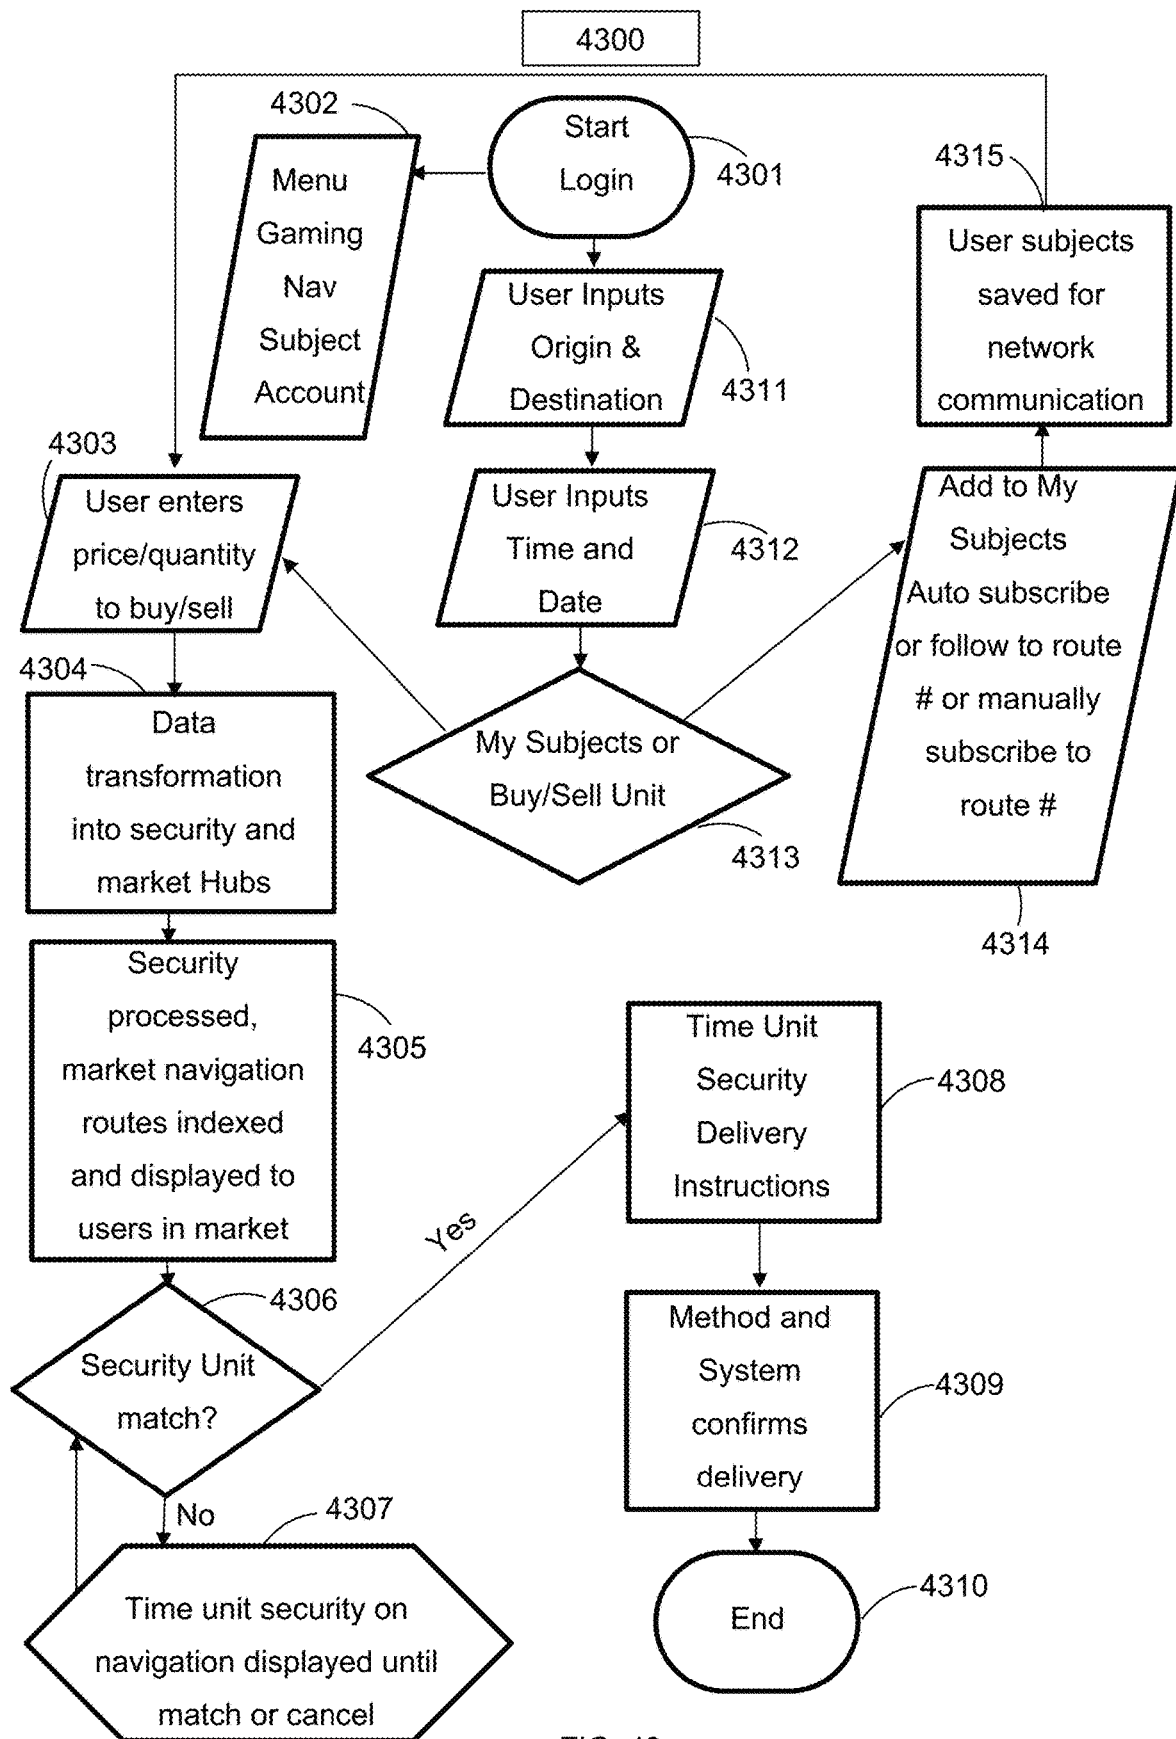 4300
4302
Start
Login
4301
Menu
Gaming
Nav
Subject
Account
User Inputs
Origin &
Destination
4311
4315
User subjects
saved for
network
communication
4303
User enters
price/quantity
to buy/sell
User Inputs
Time and
Date
4312
Add to My
Subjects
Auto subscribe
or follow to route
# or manually
subscribe to
route #
4314
4304
Data
transformation
into security and
market Hubs
My Subjects or
Buy/Sell Unit
4313
Security
processed,
market navigation
routes indexed
and displayed to
users in market
4305
Time Unit
Security
Delivery
Instructions
4308
Yes
4306
Security Unit
match?
No
Method and
System
confirms
delivery
4309
4307
Time unit security on
navigation displayed until
match or cancel
End
4310